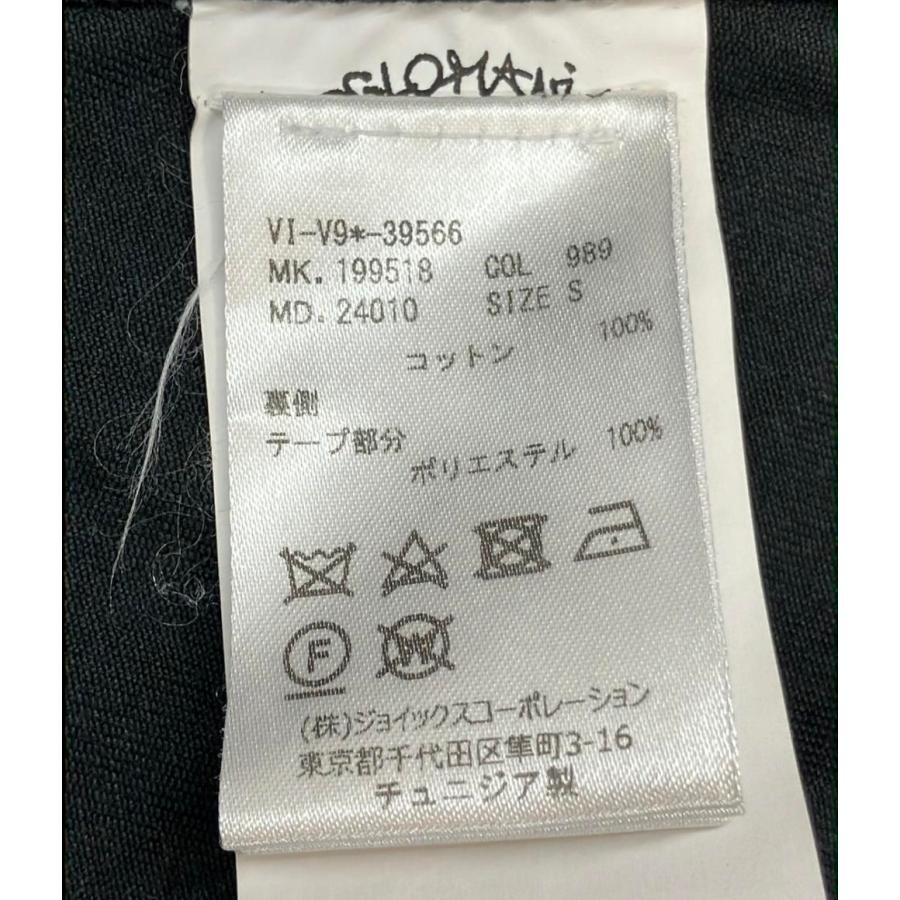 VI-V9*-39566
MK. 199518 COL 989
MD. 24010 SIZE S
コットン 100%
裏側
テープ部分
ポリエステル 100%
F
W
(株)ジョイックスコーポレーション
東京都千代田区隼町3-16
チュニジア製